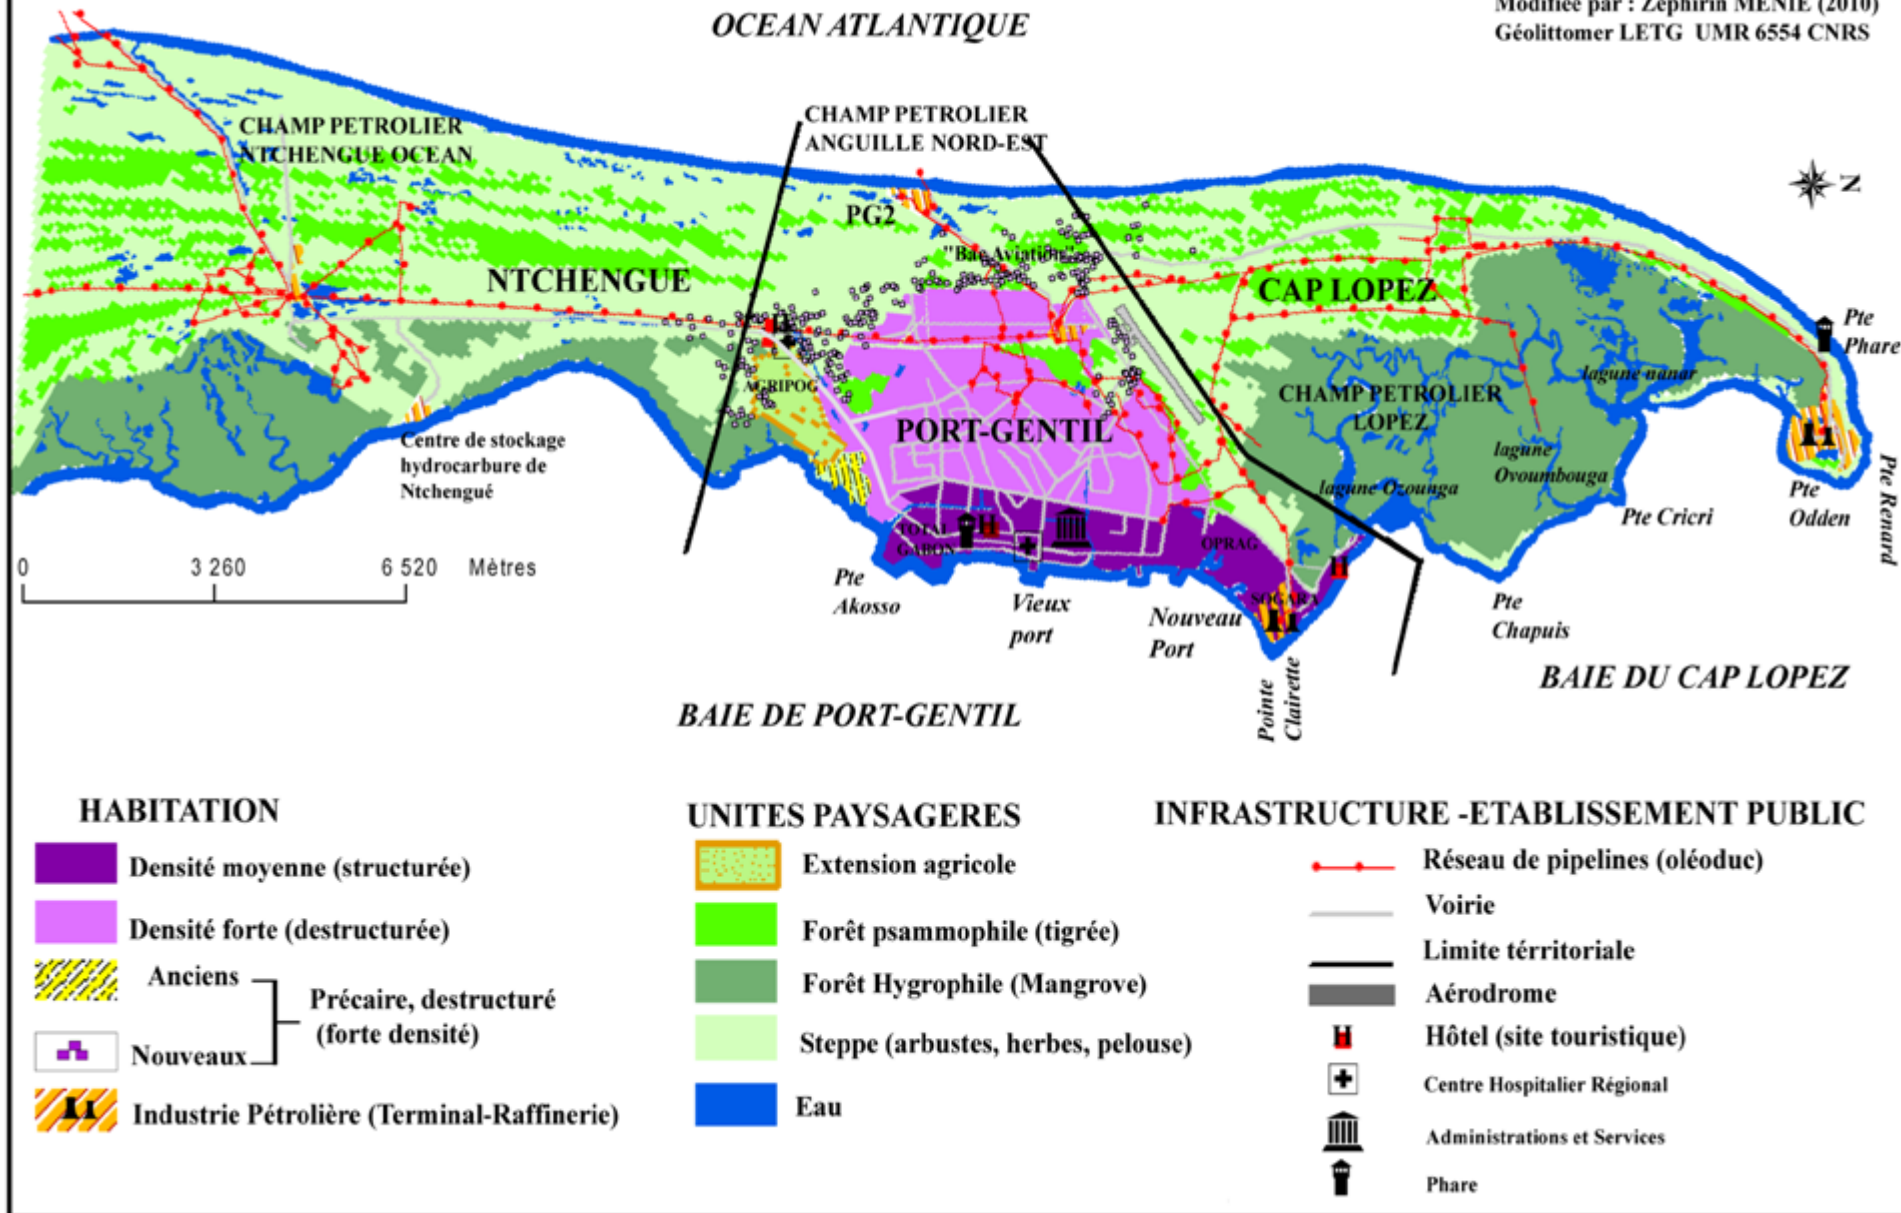 Modifiée par : Zéphirin MENIE (2010)
Géolittomer LETG UMR 6554 CNRS
OCEAN ATLANTIQUE
CHAMP PETROLIER
NTCHENGUE OCEAN
CHAMP PETROLIER
ANGUILLE NORD-EST
N
PG2
"Bac Aviation"
NTCHENGUE
CAP LOPEZ
Pte
Phare
H
AGRIPOG
PORT-GENTIL
CHAMP PETROLIER
LOPEZ
lagune nanar
lagune
Ovoumbouga
lagune Ozounga
Centre de stockage
hydrocarbure de
Ntchengué
Pte
Odden
Pte Renard
Pte Cricri
TOTAL
GABON
H
OPRAG
H
SOGARA
0 3 260 6 520 Mètres
Pte
Akosso
Vieux
port
Nouveau
Port
Pointe
Clairette
Pte
Chapuis
BAIE DU CAP LOPEZ
BAIE DE PORT-GENTIL
HABITATION
Densité moyenne (structurée)
Densité forte (destructurée)
Anciens
Nouveaux
Précaire, destructuré
(forte densité)
Industrie Pétrolière (Terminal-Raffinerie)
UNITES PAYSAGERES
Extension agricole
Forêt psammophile (tigrée)
Forêt Hygrophile (Mangrove)
Steppe (arbustes, herbes, pelouse)
Eau
INFRASTRUCTURE -ETABLISSEMENT PUBLIC
Réseau de pipelines (oléoduc)
Voirie
Limite térritoriale
Aérodrome
H Hôtel (site touristique)
Centre Hospitalier Régional
Administrations et Services
Phare